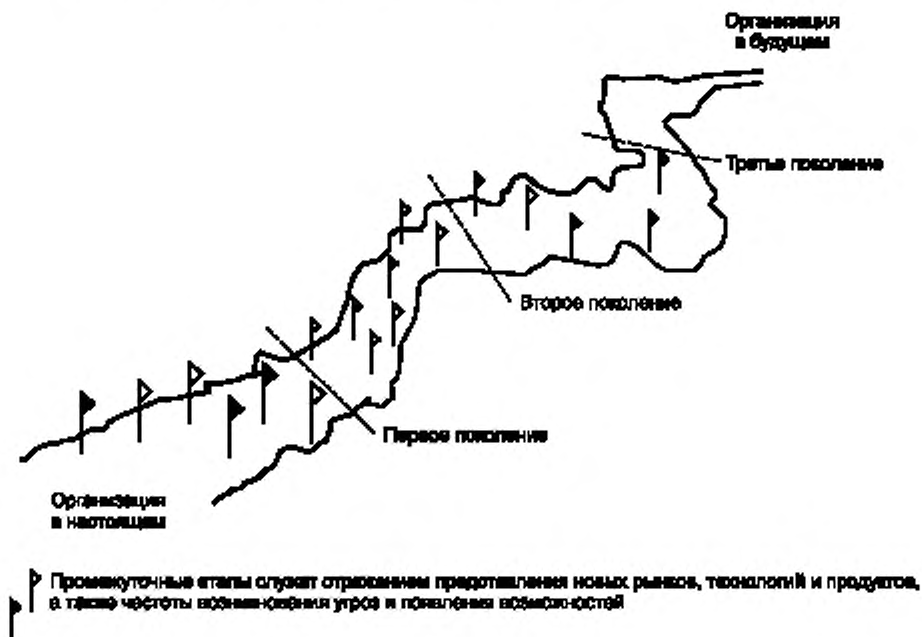 Организация
в будущем
Третье поколение
Второе поколение
Первое поколение
Организация
в настоящем
Промежуточные этапы служат отражением представления новых рынков, технологий и продуктов,
а также частоты возникновения угроз и появления возможностей